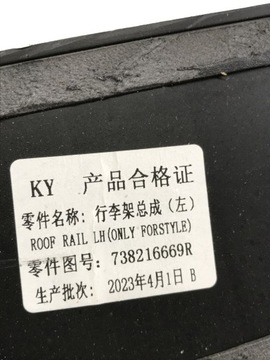 KY 产品合格证
零件名称：行李架总成（左）
ROOF RAIL LH(ONLY FORSTYLE)
零件图号：738216669R
生产批次：2023年4月1日 B